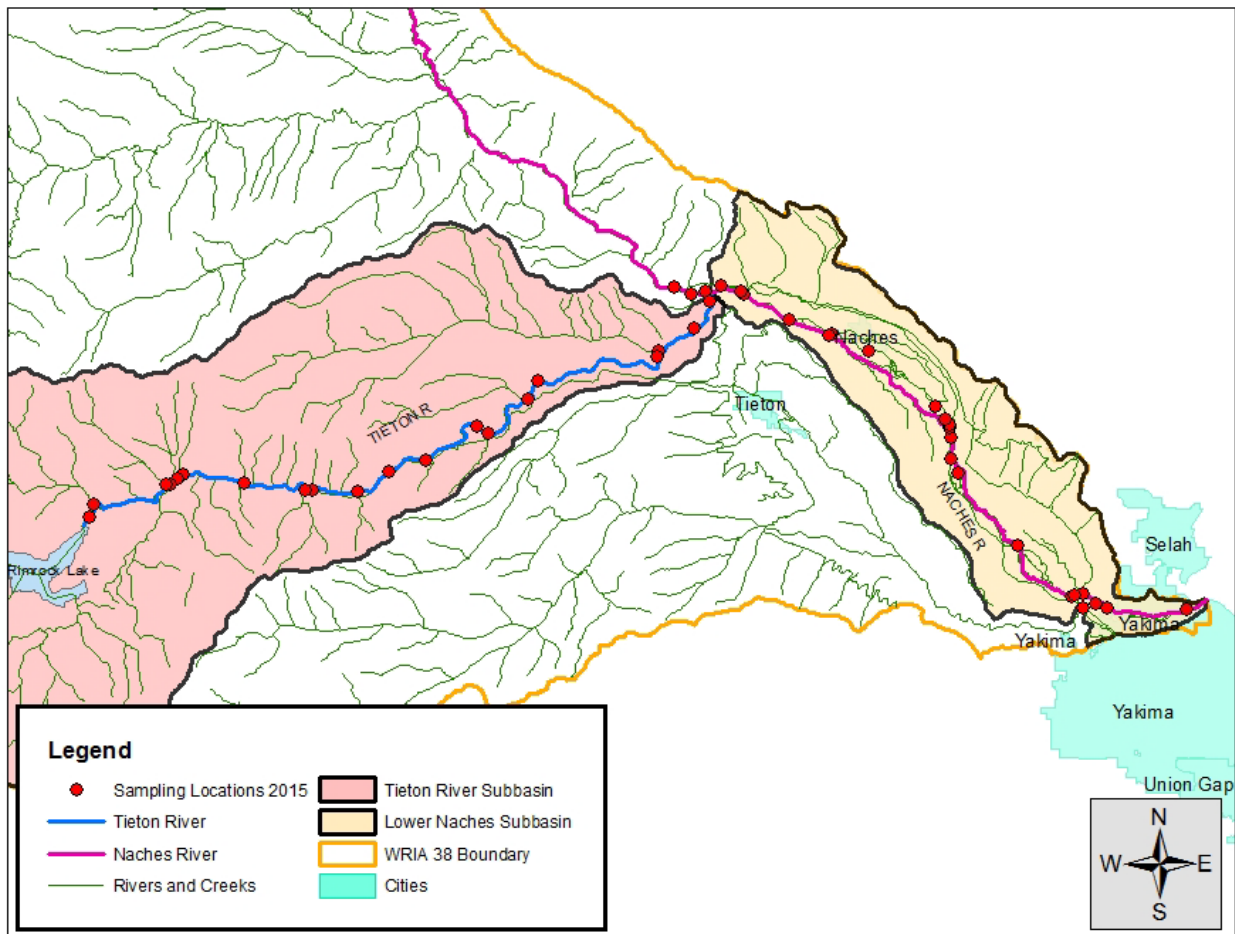 Naches
Tieton
TIETON R
NACHES R
Selah
Rimrock Lake
Yakima
Yakima
Yakima
Union Gap
Legend
Sampling Locations 2015
Tieton River Subbasin
Tieton River
Lower Naches Subbasin
Naches River
WRIA 38 Boundary
Rivers and Creeks
Cities
N
W
E
S